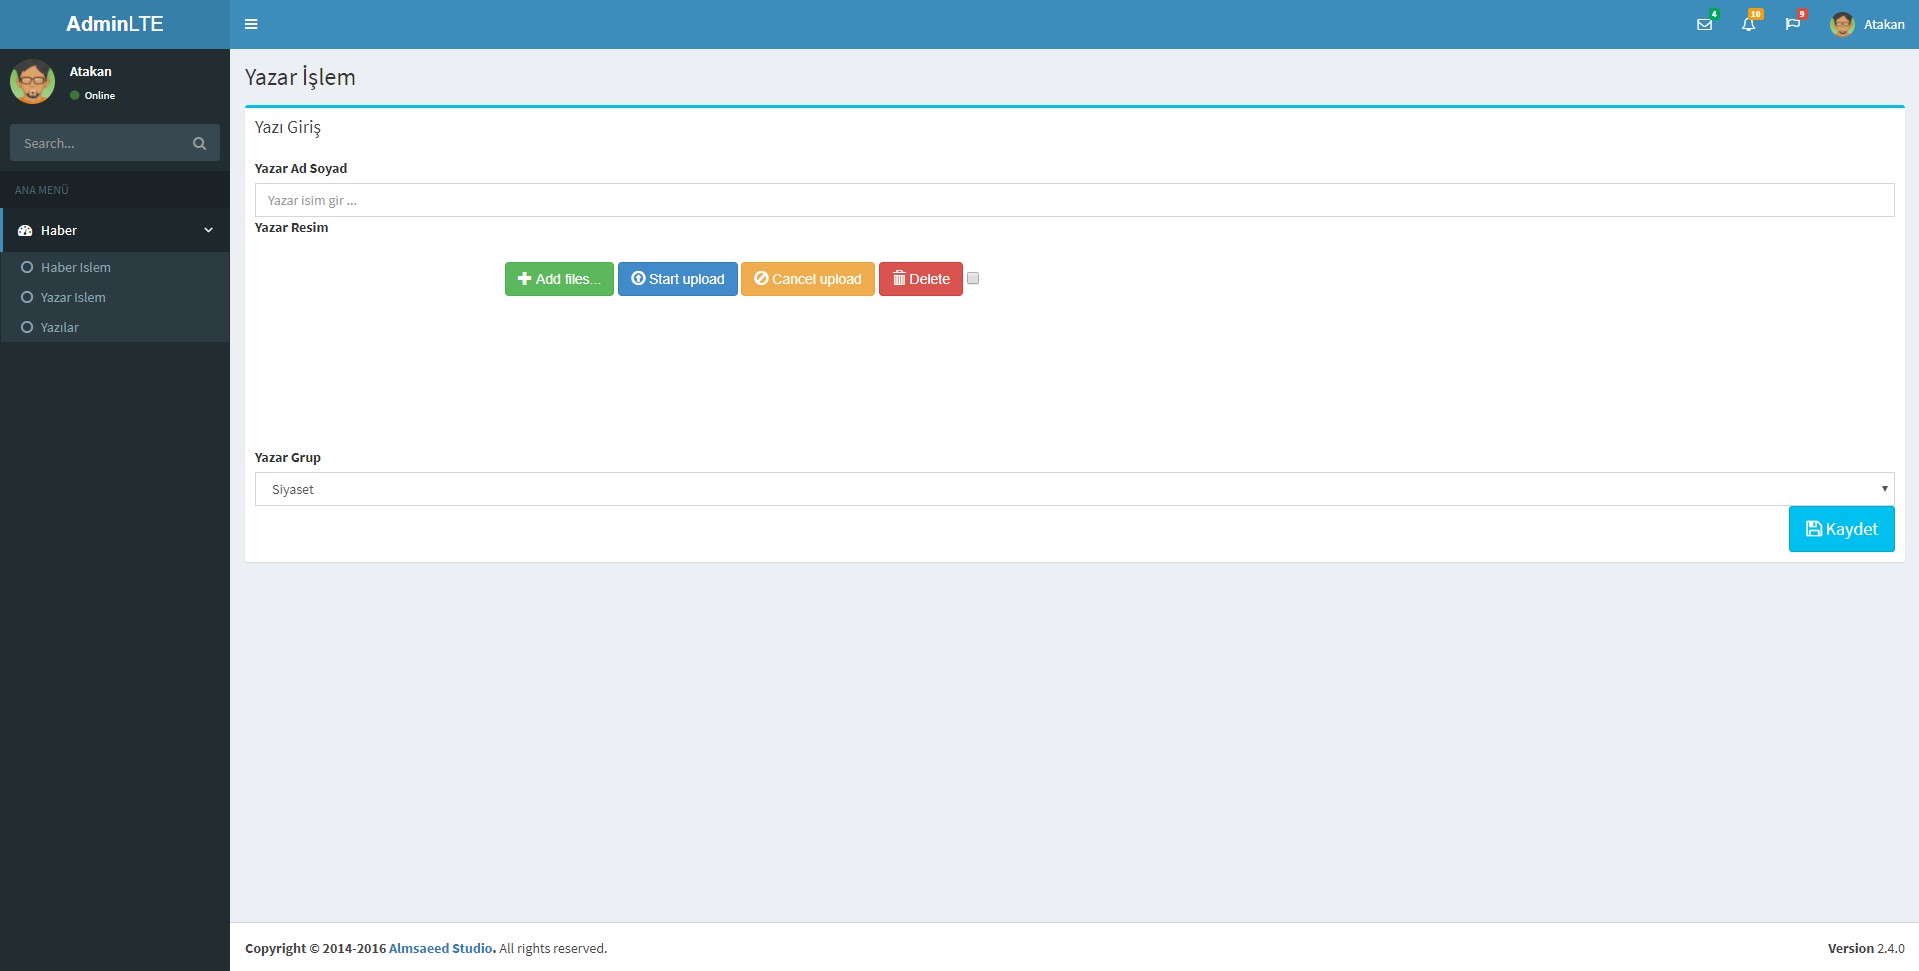 AdminLTE
4
10
9
Atakan
Atakan
Online
Search...
ANA MENÜ
Haber
Haber Islem
Yazar Islem
Yazılar
Yazar İşlem
Yazı Giriş
Yazar Ad Soyad
Yazar isim gir ...
Yazar Resim
Add files...
Start upload
Cancel upload
Delete
Yazar Grup
Siyaset
Kaydet
Copyright © 2014-2016 Almsaeed Studio. All rights reserved.
Version 2.4.0